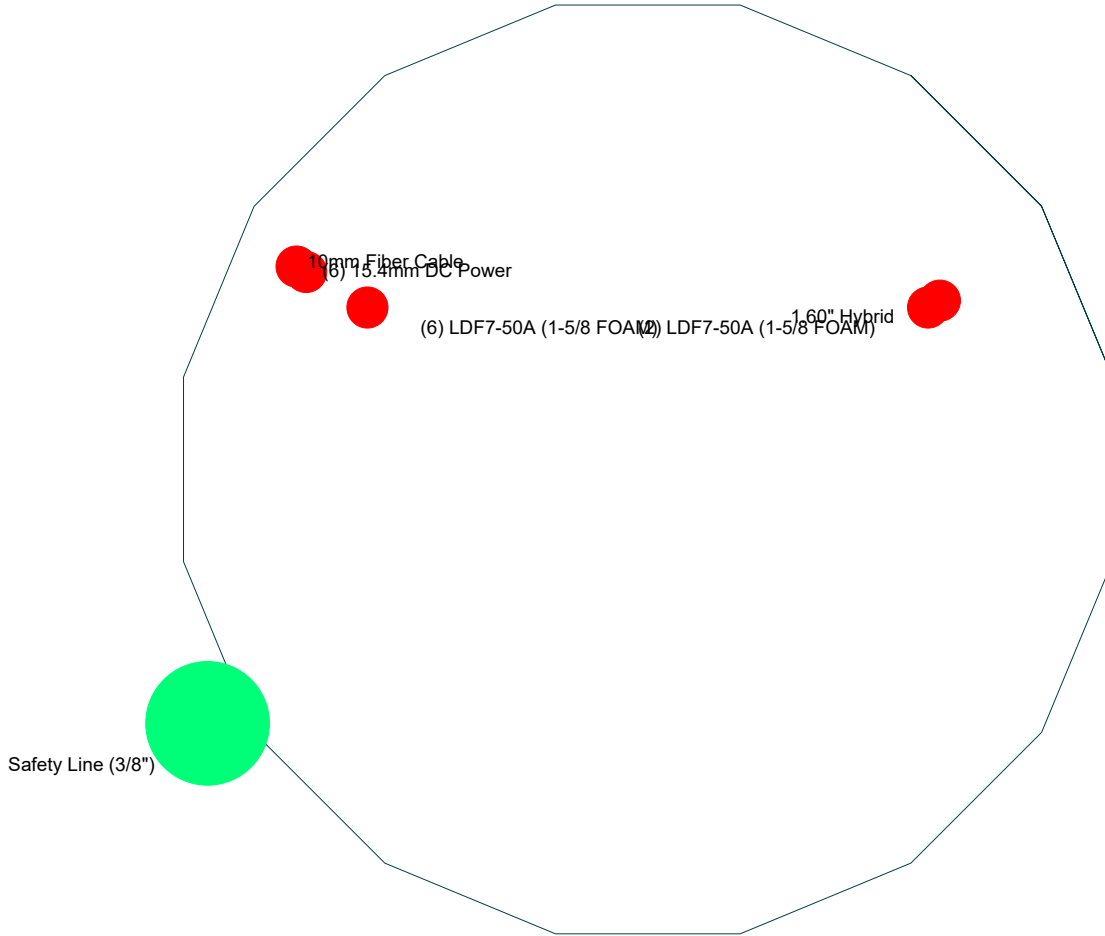 10mm Fiber Cable
(6) 15.4mm DC Power
1.60" Hybrid
(6) LDF7-50A (1-5/8 FOAM)
(2) LDF7-50A (1-5/8 FOAM)
Safety Line (3/8")